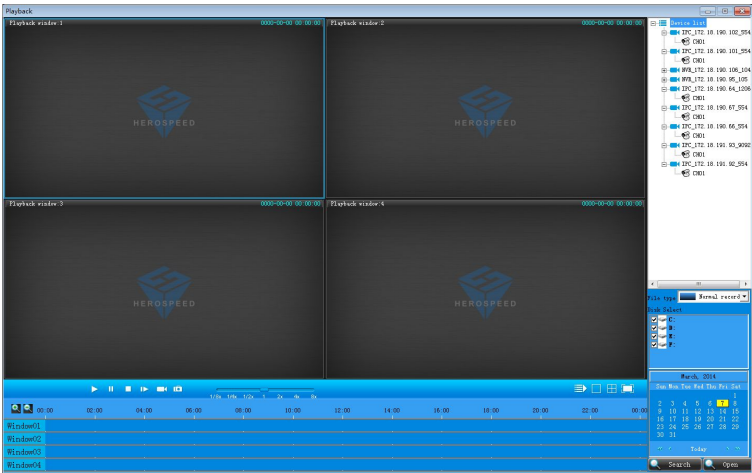 Playback
Playback window:1 0000-00-00 00:00:00
Playback window:2 0000-00-00 00:00:00
HEROSPEED
HEROSPEED
Playback window:3 0000-00-00 00:00:00
Playback window:4 0000-00-00 00:00:00
HEROSPEED
HEROSPEED
Device list
IPC_172.18.190.102_554
CH01
IPC_172.18.190.101_554
CH01
NVR_172.18.190.106_104
NVR_172.18.190.95_105
IPC_172.18.190.64_1206
CH01
IPC_172.18.190.67_554
CH01
IPC_172.18.190.66_554
CH01
IPC_172.18.191.93_9092
CH01
IPC_172.18.191.92_554
CH01
File type Normal record
Disk Select
C:
D:
E:
F:
March, 2014
Sun Mon Tue Wed Thu Fri Sat
1
2 3 4 5 6 7 8
9 10 11 12 13 14 15
16 17 18 19 20 21 22
23 24 25 26 27 28 29
30 31
Today
Search Open
1/8x 1/4x 1/2x 1 2x 4x 8x
00:00 02:00 04:00 06:00 08:00 10:00 12:00 14:00 16:00 18:00 20:00 22:00 00:00
Window01
Window02
Window03
Window04